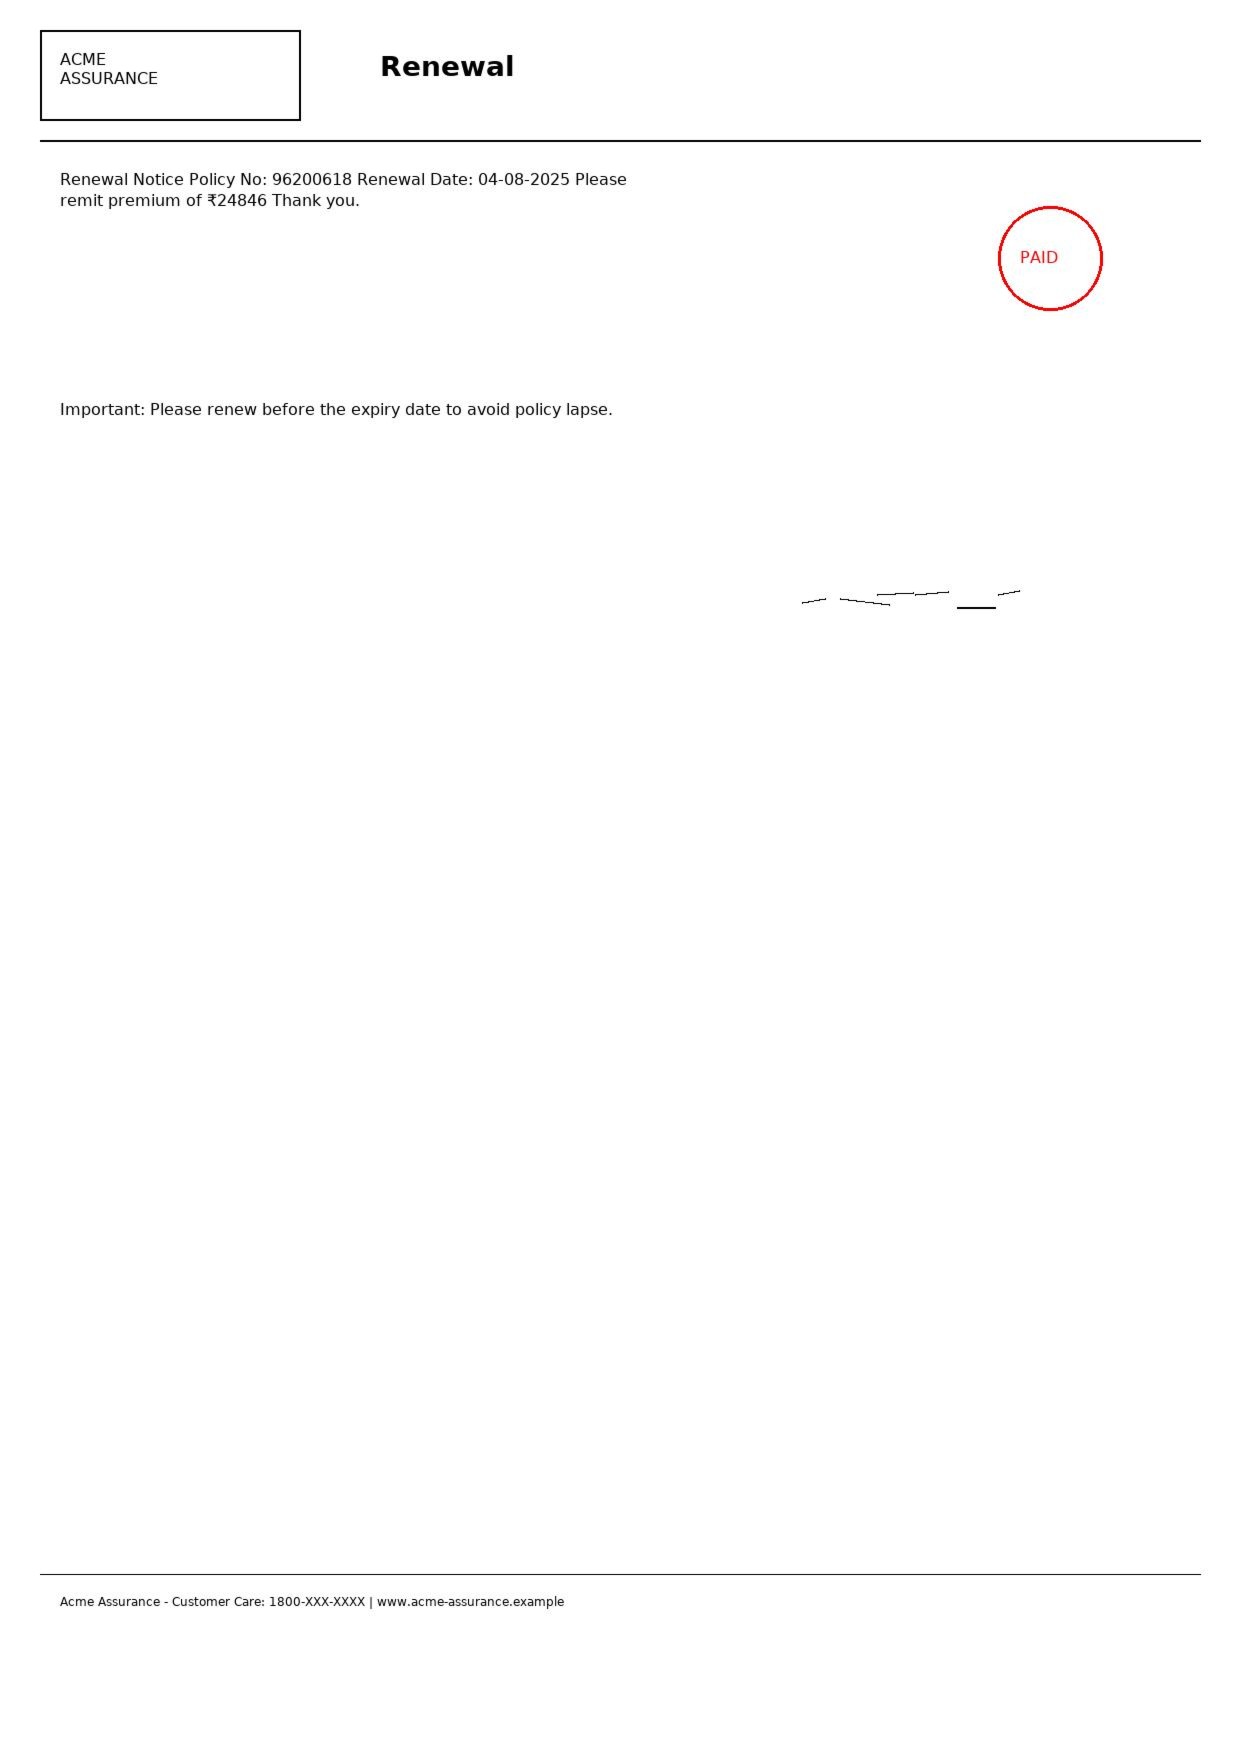 ACME
ASSURANCE
Renewal
Renewal Notice Policy No: 96200618 Renewal Date: 04-08-2025 Please
remit premium of ₹24846 Thank you.
PAID
Important: Please renew before the expiry date to avoid policy lapse.
Acme Assurance - Customer Care: 1800-XXX-XXXX | www.acme-assurance.example